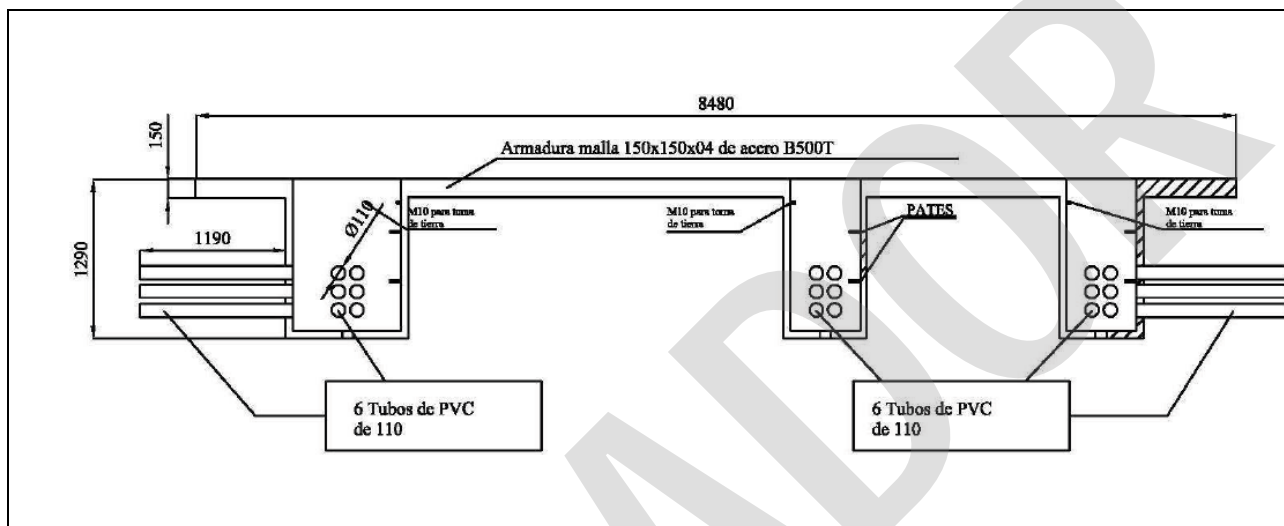 8480
150
Armadura malla 150x150x04 de acero B500T
M10 para toma
de tierra
M10 para toma
de tierra
PATES
M10 para toma
de tierra
Ø110
1190
1290
6 Tubos de PVC
de 110
6 Tubos de PVC
de 110
ADOR